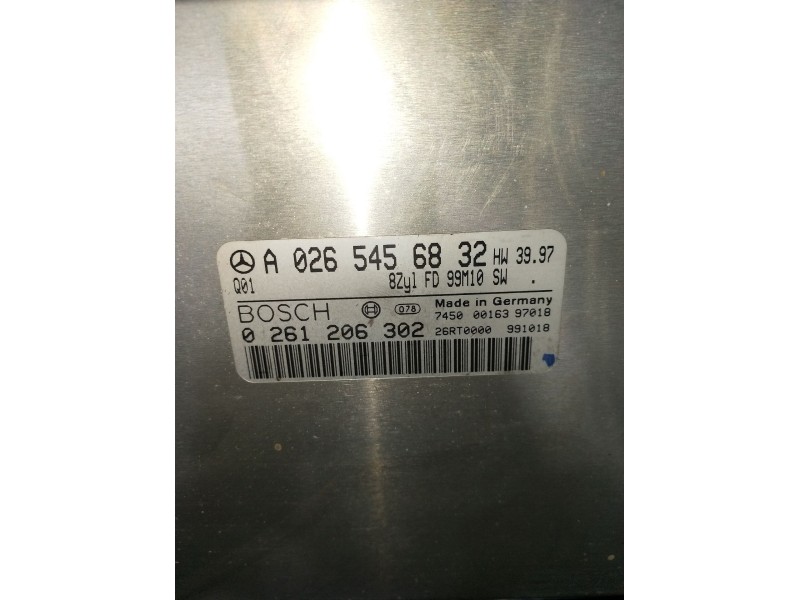 A 026 545 68 32 HW 39.97
Q01 8Zyl FD 99M10 SW .
BOSCH 078 Made in Germany
7450 00163 97018
0 261 206 302 26RT0000 991018